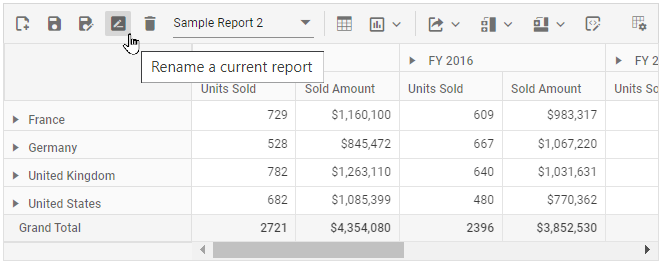 Sample Report 2
Rename a current report
FY 2016
FY 2
Units Sold Sold Amount Units Sold Sold Amount Units So
France 729 $1,160,100 609 $983,317
Germany 528 $845,472 667 $1,067,220
United Kingdom 782 $1,263,110 640 $1,031,631
United States 682 $1,085,399 480 $770,362
Grand Total 2721 $4,354,080 2396 $3,852,530